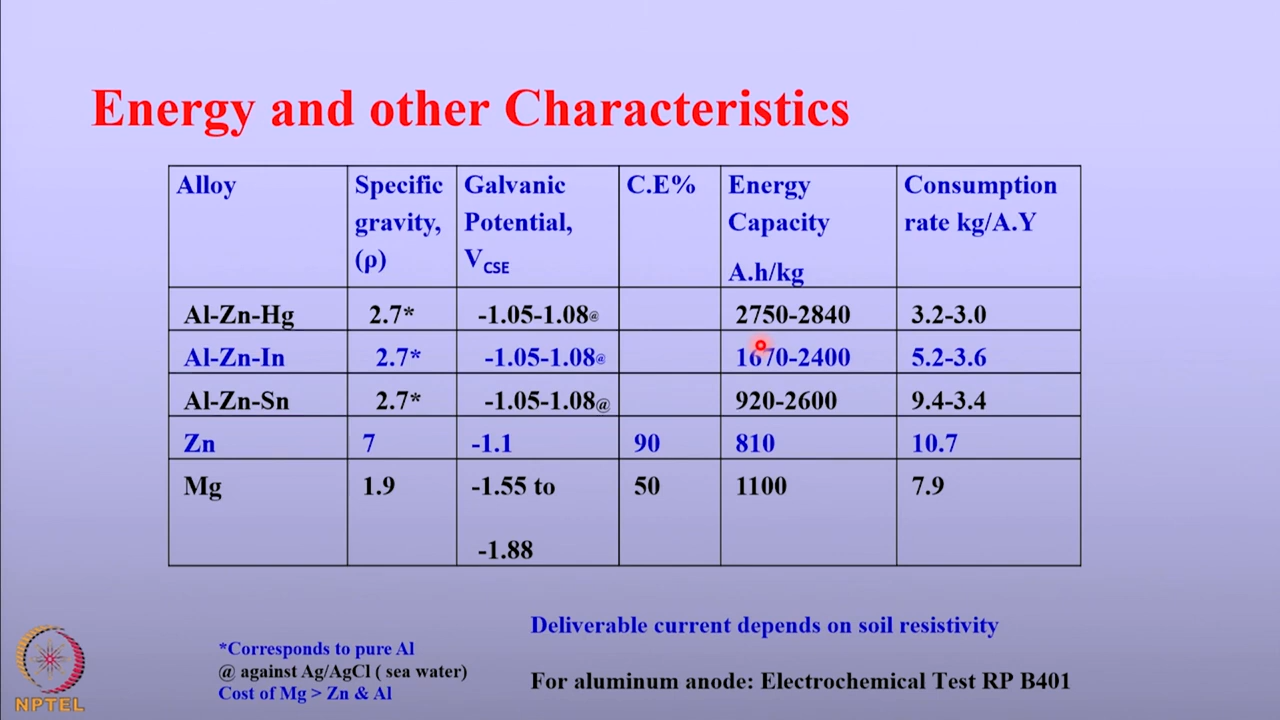 Energy and other Characteristics
Alloy Specific gravity, (ρ) Galvanic Potential, VCSE C.E% Energy Capacity A.h/kg Consumption rate kg/A.Y
Al-Zn-Hg 2.7* -1.05-1.08@ 2750-2840 3.2-3.0
Al-Zn-In 2.7* -1.05-1.08@ 1670-2400 5.2-3.6
Al-Zn-Sn 2.7* -1.05-1.08@ 920-2600 9.4-3.4
Zn 7 -1.1 90 810 10.7
Mg 1.9 -1.55 to -1.88 50 1100 7.9
Deliverable current depends on soil resistivity
*Corresponds to pure Al
@ against Ag/AgCl ( sea water)
Cost of Mg > Zn & Al
For aluminum anode: Electrochemical Test RP B401
NPTEL